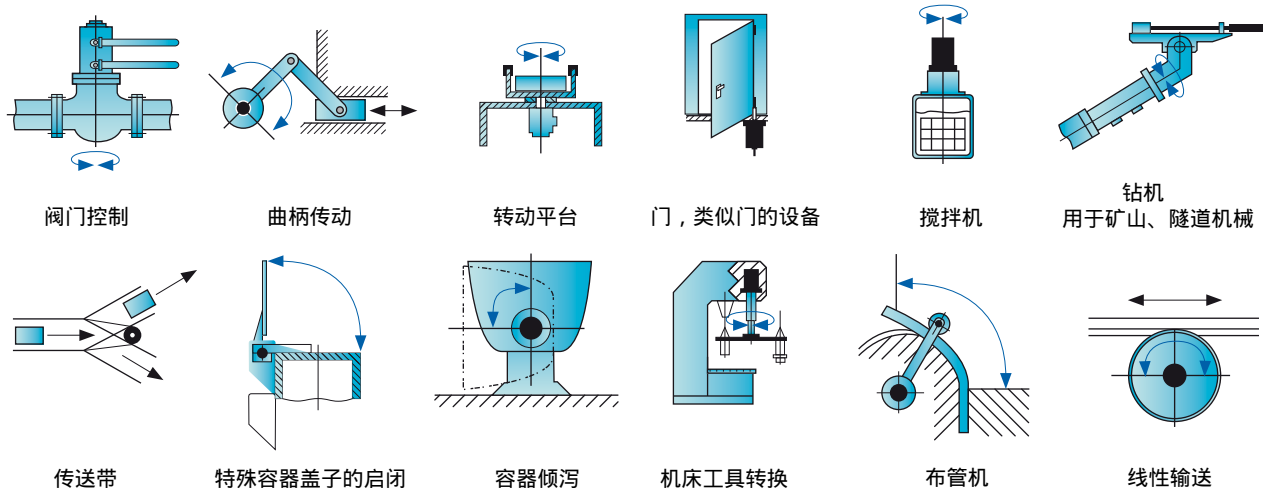 阀门控制
曲柄传动
转动平台
门，类似门的设备
搅拌机
钻机
用于矿山、隧道机械
传送带
特殊容器盖子的启闭
容器倾泻
机床工具转换
布管机
线性输送